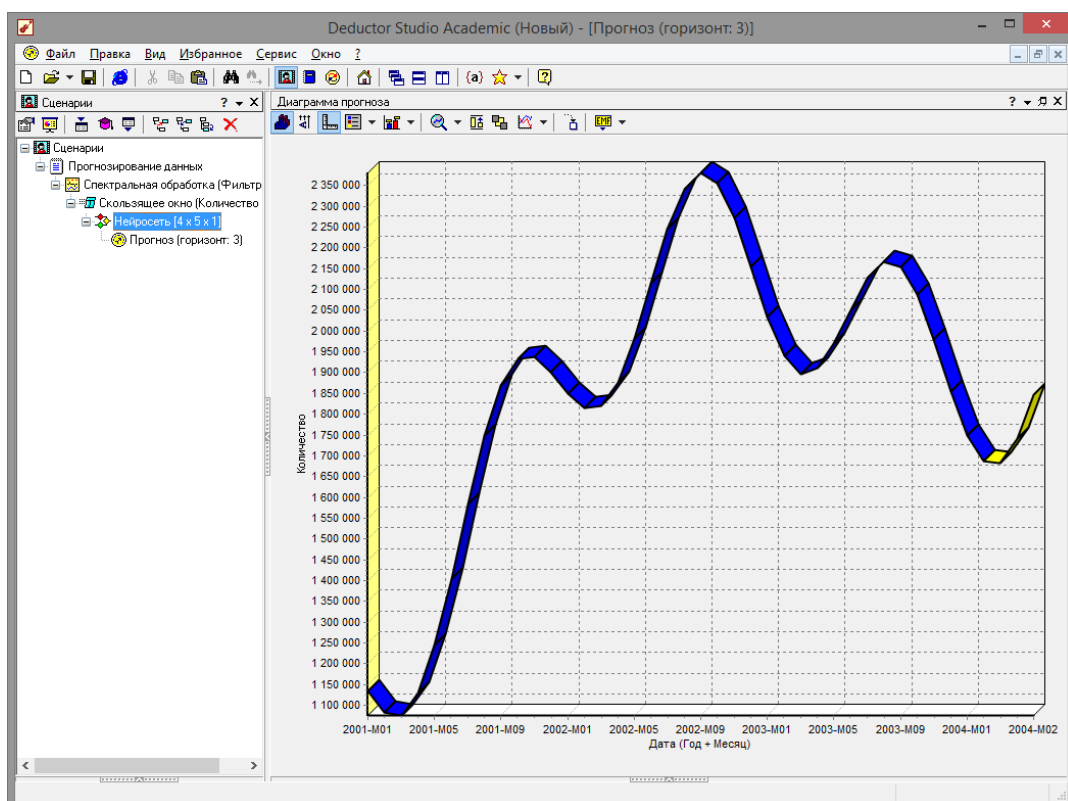 Deductor Studio Academic (Новый) - [Прогноз (горизонт: 3)]
Файл Правка Вид Избранное Сервис Окно ?
{a}
Сценарии ?
Диаграмма прогноза ?
EMF
Сценарии
Прогнозирование данных
Спектральная обработка (Фильтр
Скользящее окно (Количество
Нейросеть [4 x 5 x 1]
Прогноз (горизонт: 3)
Количество
2 350 000
2 300 000
2 250 000
2 200 000
2 150 000
2 100 000
2 050 000
2 000 000
1 950 000
1 900 000
1 850 000
1 800 000
1 750 000
1 700 000
1 650 000
1 600 000
1 550 000
1 500 000
1 450 000
1 400 000
1 350 000
1 300 000
1 250 000
1 200 000
1 150 000
1 100 000
2001-M01 2001-M05 2001-M09 2002-M01 2002-M05 2002-M09 2003-M01 2003-M05 2003-M09 2004-M01 2004-M02
Дата (Год + Месяц)